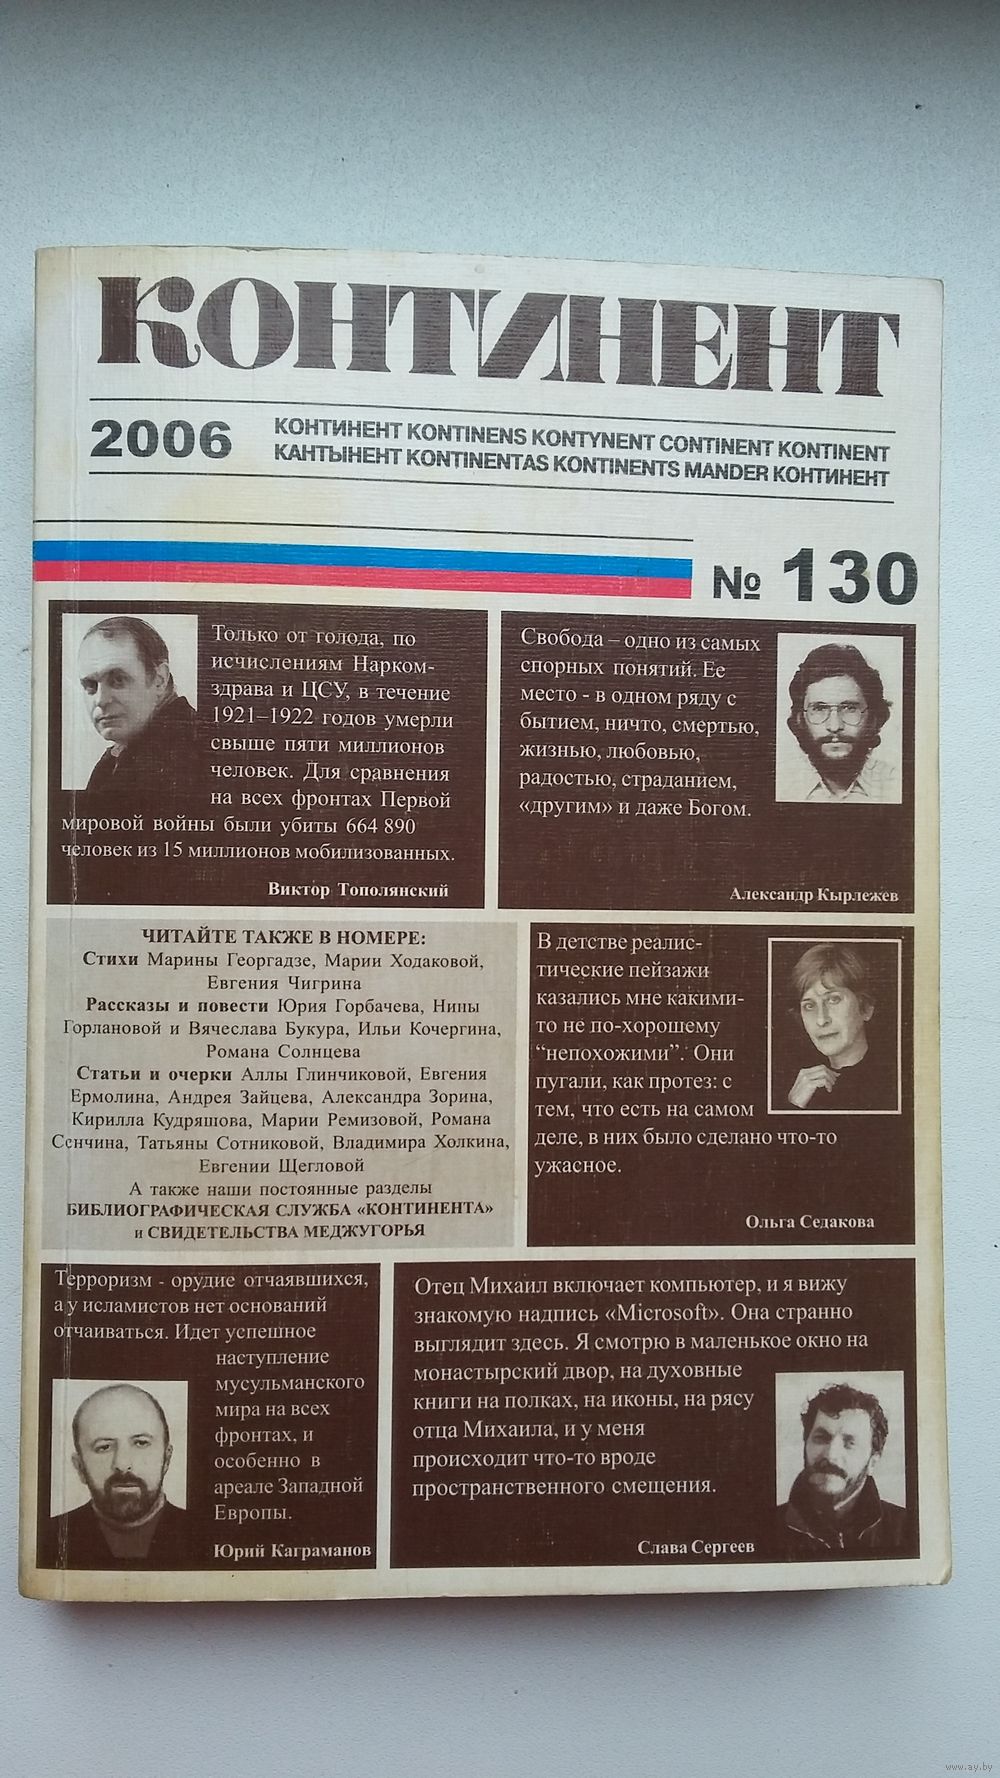 КОНТИНЕНТ
2006
КОНТИНЕНТ KONTINENS KONTYNENT CONTINENT KONTINENT
КАНТЫНЕНТ KONTINENTAS KONTINENTS MANDER КОНТИНЕНТ
№ 130
Только от голода, по
исчислениям Нарком-
здрава и ЦСУ, в течение
1921–1922 годов умерли
свыше пяти миллионов
человек. Для сравнения
на всех фронтах Первой
мировой войны были убиты 664 890
человек из 15 миллионов мобилизованных.
Виктор Тополянский
Свобода – одно из самых
спорных понятий. Ее
место - в одном ряду с
бытием, ничто, смертью,
жизнью, любовью,
радостью, страданием,
«другим» и даже Богом.
Александр Кырлежев
ЧИТАЙТЕ ТАКЖЕ В НОМЕРЕ:
Стихи Марины Георгадзе, Марии Ходаковой,
Евгения Чигрина
Рассказы и повести Юрия Горбачева, Нины
Горлановой и Вячеслава Букура, Ильи Кочергина,
Романа Солнцева
Статьи и очерки Аллы Глинчиковой, Евгения
Ермолина, Андрея Зайцева, Александра Зорина,
Кирилла Кудряшова, Марии Ремизовой, Романа
Сенчина, Татьяны Сотниковой, Владимира Холкина,
Евгении Щегловой
А также наши постоянные разделы
БИБЛИОГРАФИЧЕСКАЯ СЛУЖБА «КОНТИНЕНТА»
и СВИДЕТЕЛЬСТВА МЕДЖУГОРЬЯ
В детстве реалис-
тические пейзажи
казались мне какими-
то не по-хорошему
“непохожими”. Они
пугали, как протез: с
тем, что есть на самом
деле, в них было сделано что-то
ужасное.
Ольга Седакова
Терроризм - орудие отчаявшихся,
а у исламистов нет оснований
отчаиваться. Идет успешное
наступление
мусульманского
мира на всех
фронтах, и
особенно в
ареале Западной
Европы.
Юрий Каграманов
Отец Михаил включает компьютер, и я вижу
знакомую надпись «Microsoft». Она странно
выглядит здесь. Я смотрю в маленькое окно на
монастырский двор, на духовные
книги на полках, на иконы, на рясу
отца Михаила, и у меня
происходит что-то вроде
пространственного смещения.
Слава Сергеев
www.ay.by